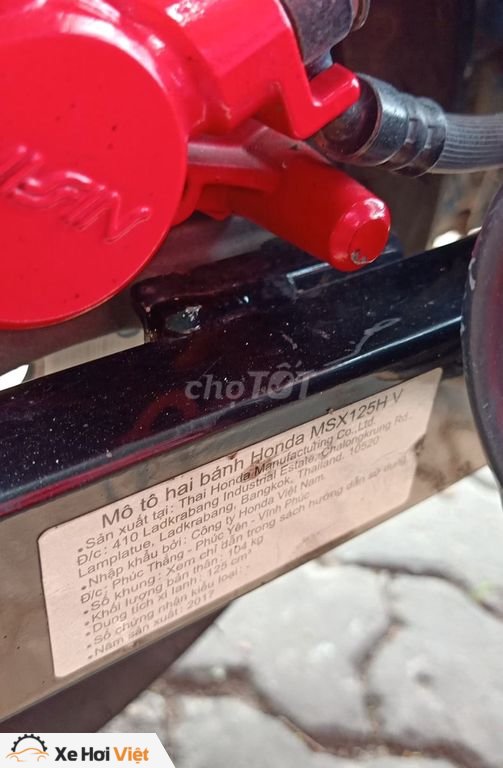 NISSIN
choTỐT
Mô tô hai bánh Honda MSX125H V
•Sản xuất tại: Thai Honda Manufacturing Co.,Ltd.
Đ/c: 410 Ladkrabang Industrial Estate, Chalongkrung Rd.,
Lamplatue, Ladkrabang, Bangkok, Thailand, 10520
•Nhập khẩu bởi: Công ty Honda Việt Nam.
Đ/c: Phúc Thắng - Phúc Yên - Vĩnh Phúc
•Số khung: Xem chỉ dẫn trong sách hướng dẫn sử dụng
•Khối lượng bản thân: 104 kg
•Dung tích xi lanh: 125 cm³
•Số chứng nhận kiểu loại: -
•Năm sản xuất: 2017
Xe Hơi Việt